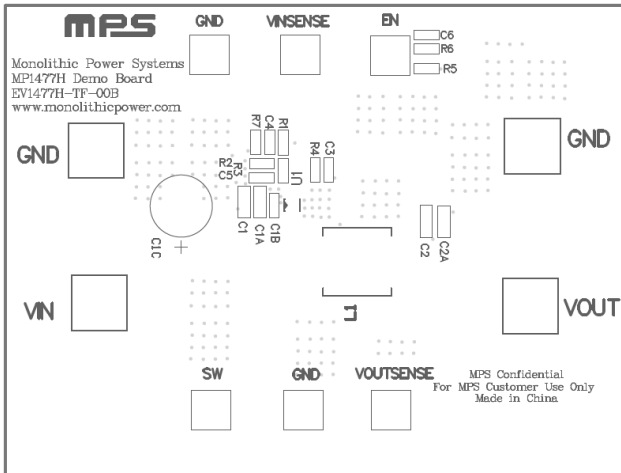 mps
GND VINSENSE EN
C6
R6
R5
Monolithic Power Systems
MP1477H Demo Board
EV1477H-TF-00B
www.monolithicpower.com
GND
GND
R7 C4 R1
R2
R3
C5
U1
R4 C3
C1 C1A C1B
C1C
+
C2 C2A
VIN
L1
VOUT
SW GND VOUTSENSE
MPS Confidential
For MPS Customer Use Only
Made in China